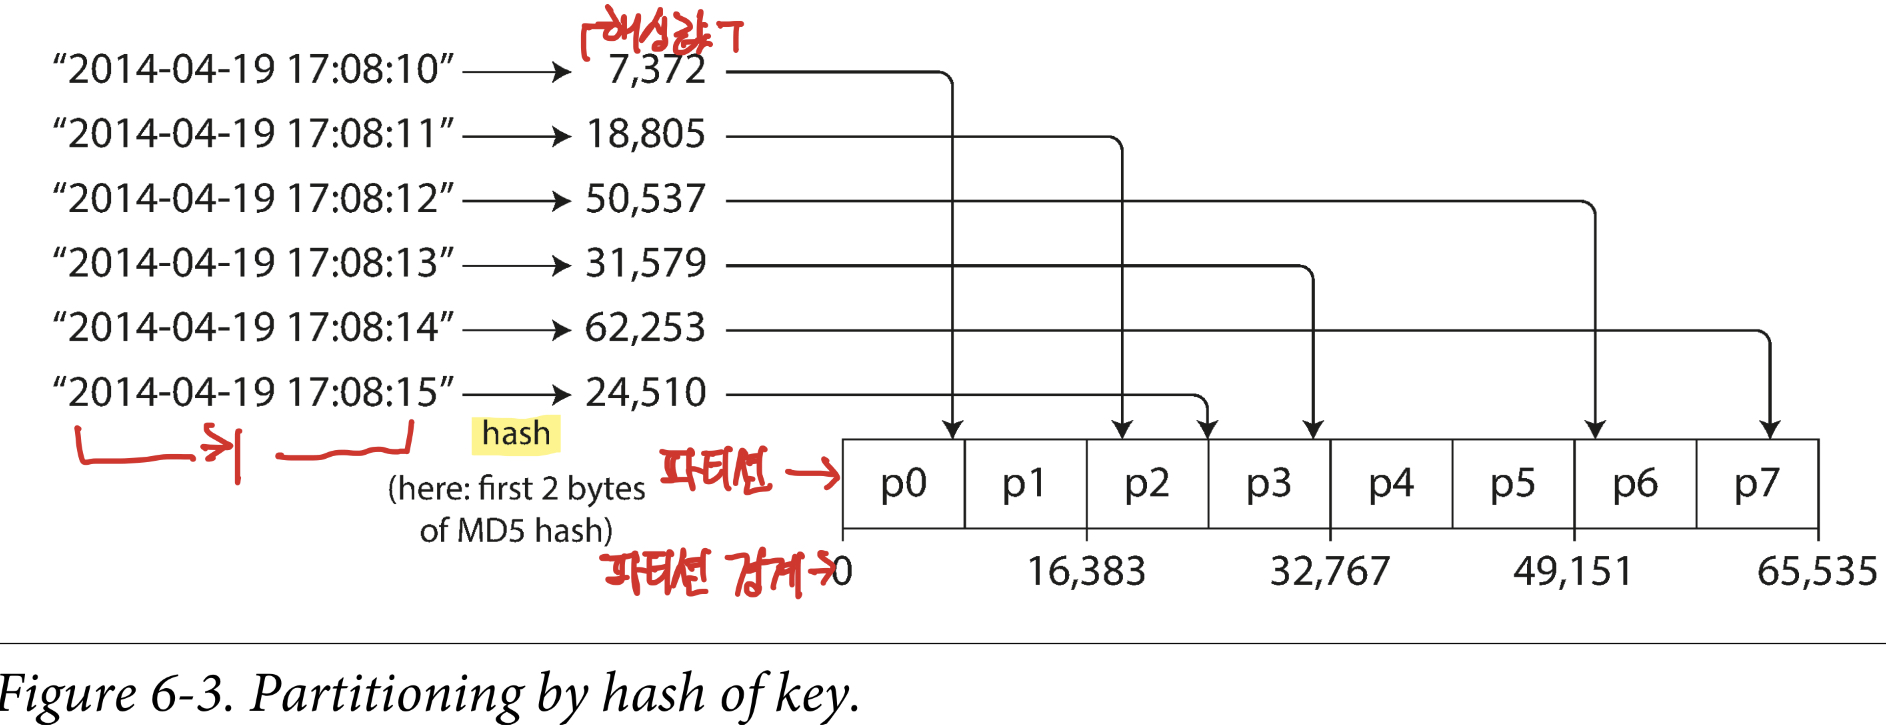 해싱값
"2014-04-19 17:08:10" 7,372
"2014-04-19 17:08:11" 18,805
"2014-04-19 17:08:12" 50,537
"2014-04-19 17:08:13" 31,579
"2014-04-19 17:08:14" 62,253
"2014-04-19 17:08:15" 24,510
hash
(here: first 2 bytes
of MD5 hash)
파티션
p0 p1 p2 p3 p4 p5 p6 p7
파티션 경계
0 16,383 32,767 49,151 65,535
Figure 6-3. Partitioning by hash of key.